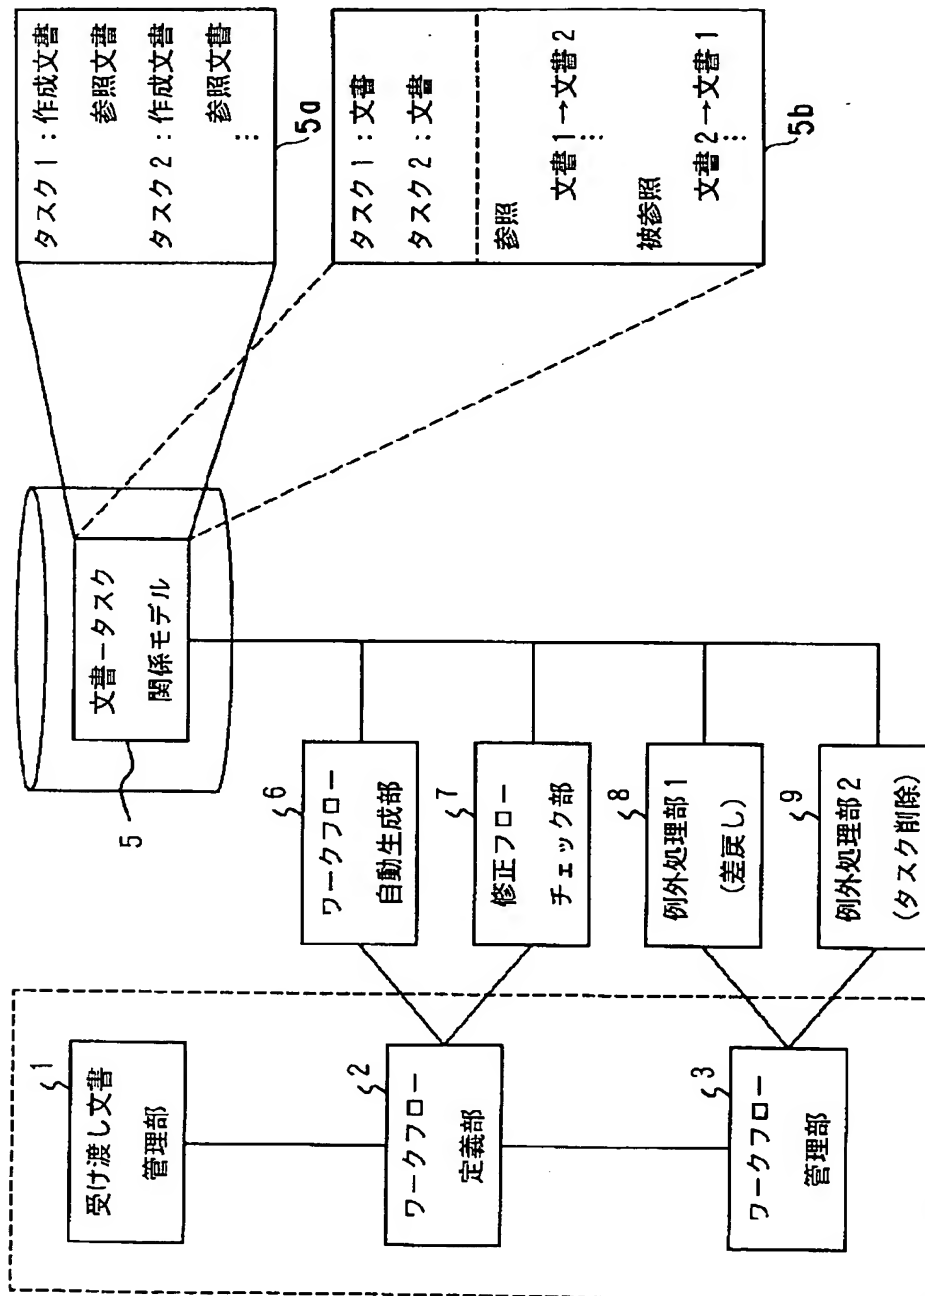 1
受け渡し文書
管理部
2
ワークフロー
定義部
3
ワークフロー
管理部
6
ワークフロー
自動生成部
7
修正フロー
チェック部
8
例外処理部1
(差戻し)
9
例外処理部2
(タスク削除)
5
文書－タスク
関係モデル
タスク1：作成文書
参照文書
タスク2：作成文書
参照文書
⋮
5a
タスク1：文書
タスク2：文書
参照
文書1→文書2
⋮
被参照
文書2→文書1
⋮
5b